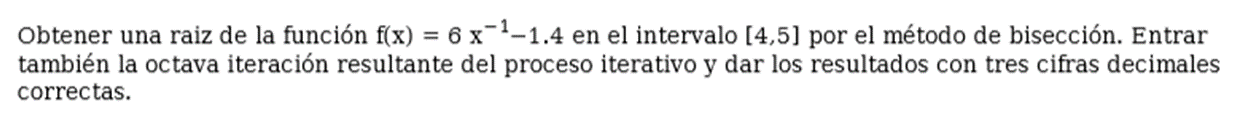 Obtener una raiz de la función f(x) = 6 x⁻¹−1.4 en el intervalo [4,5] por el método de bisección. Entrar
también la octava iteración resultante del proceso iterativo y dar los resultados con tres cifras decimales
correctas.